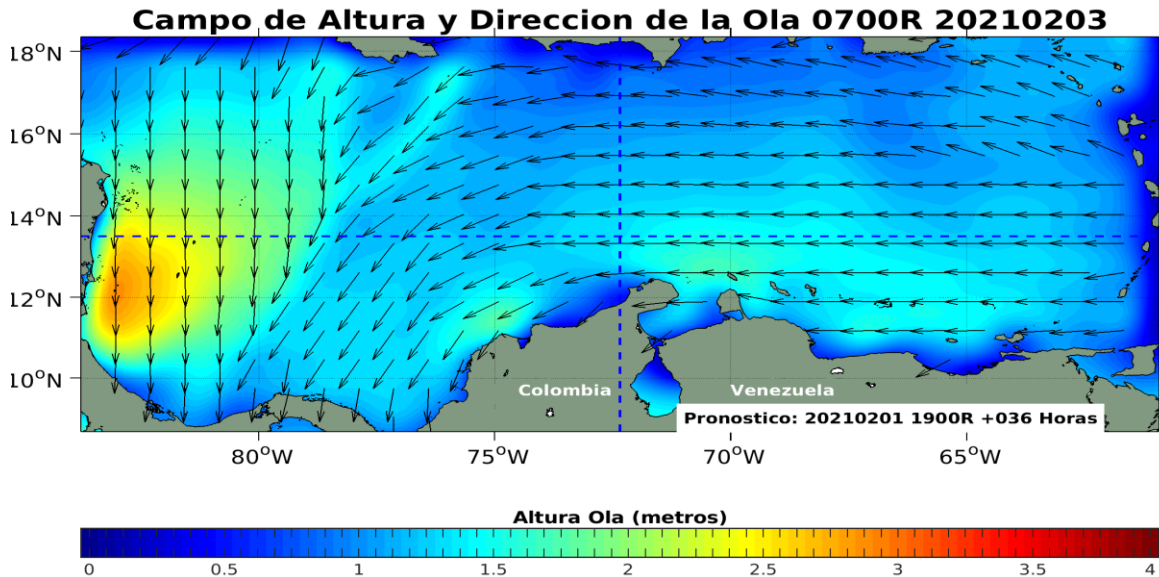 Campo de Altura y Direccion de la Ola 0700R 20210203
18°N
16°N
14°N
12°N
10°N
Colombia
Venezuela
Pronostico: 20210201 1900R +036 Horas
80°W
75°W
70°W
65°W
Altura Ola (metros)
0 0.5 1 1.5 2 2.5 3 3.5 4